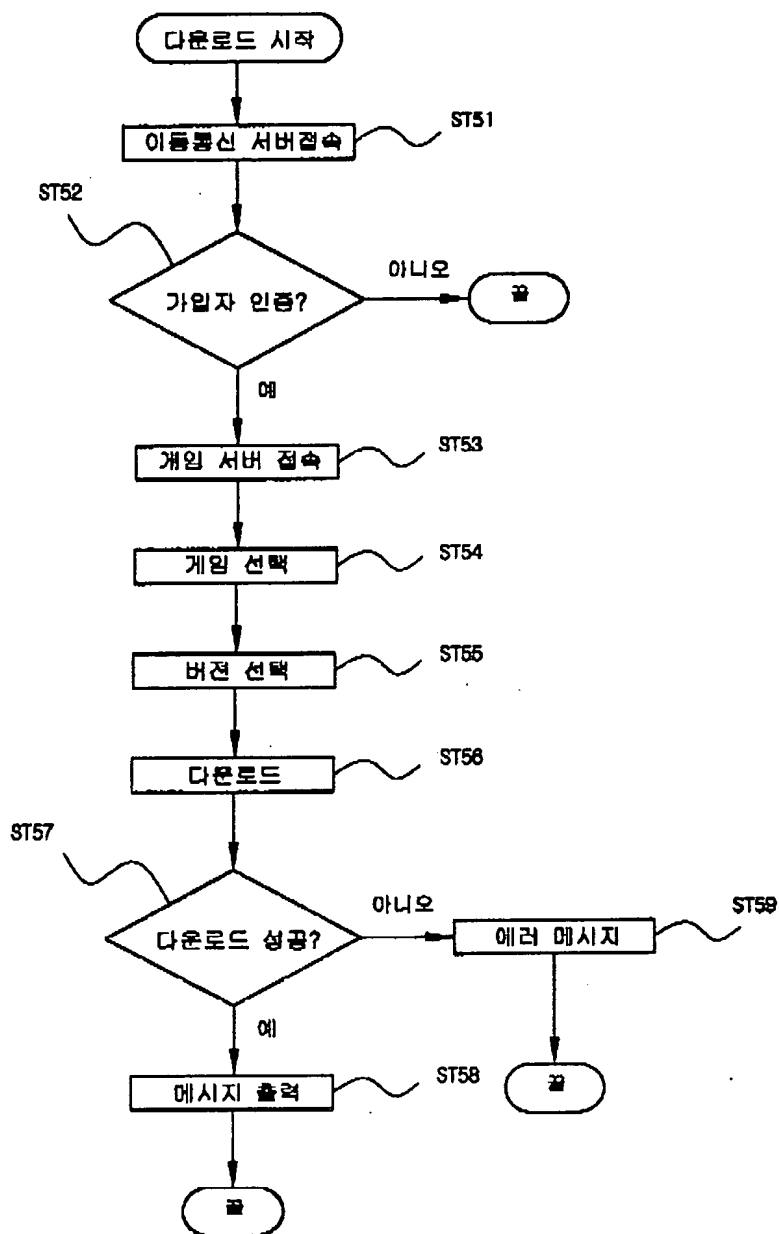 다운로드 시작
이동통신 서버접속
ST51
ST52
가입자 인증?
아니오
끝
예
게임 서버 접속
ST53
게임 선택
ST54
버전 선택
ST55
다운로드
ST56
ST57
다운로드 성공?
아니오
에러 메시지
ST59
예
끝
메시지 출력
ST58
끝